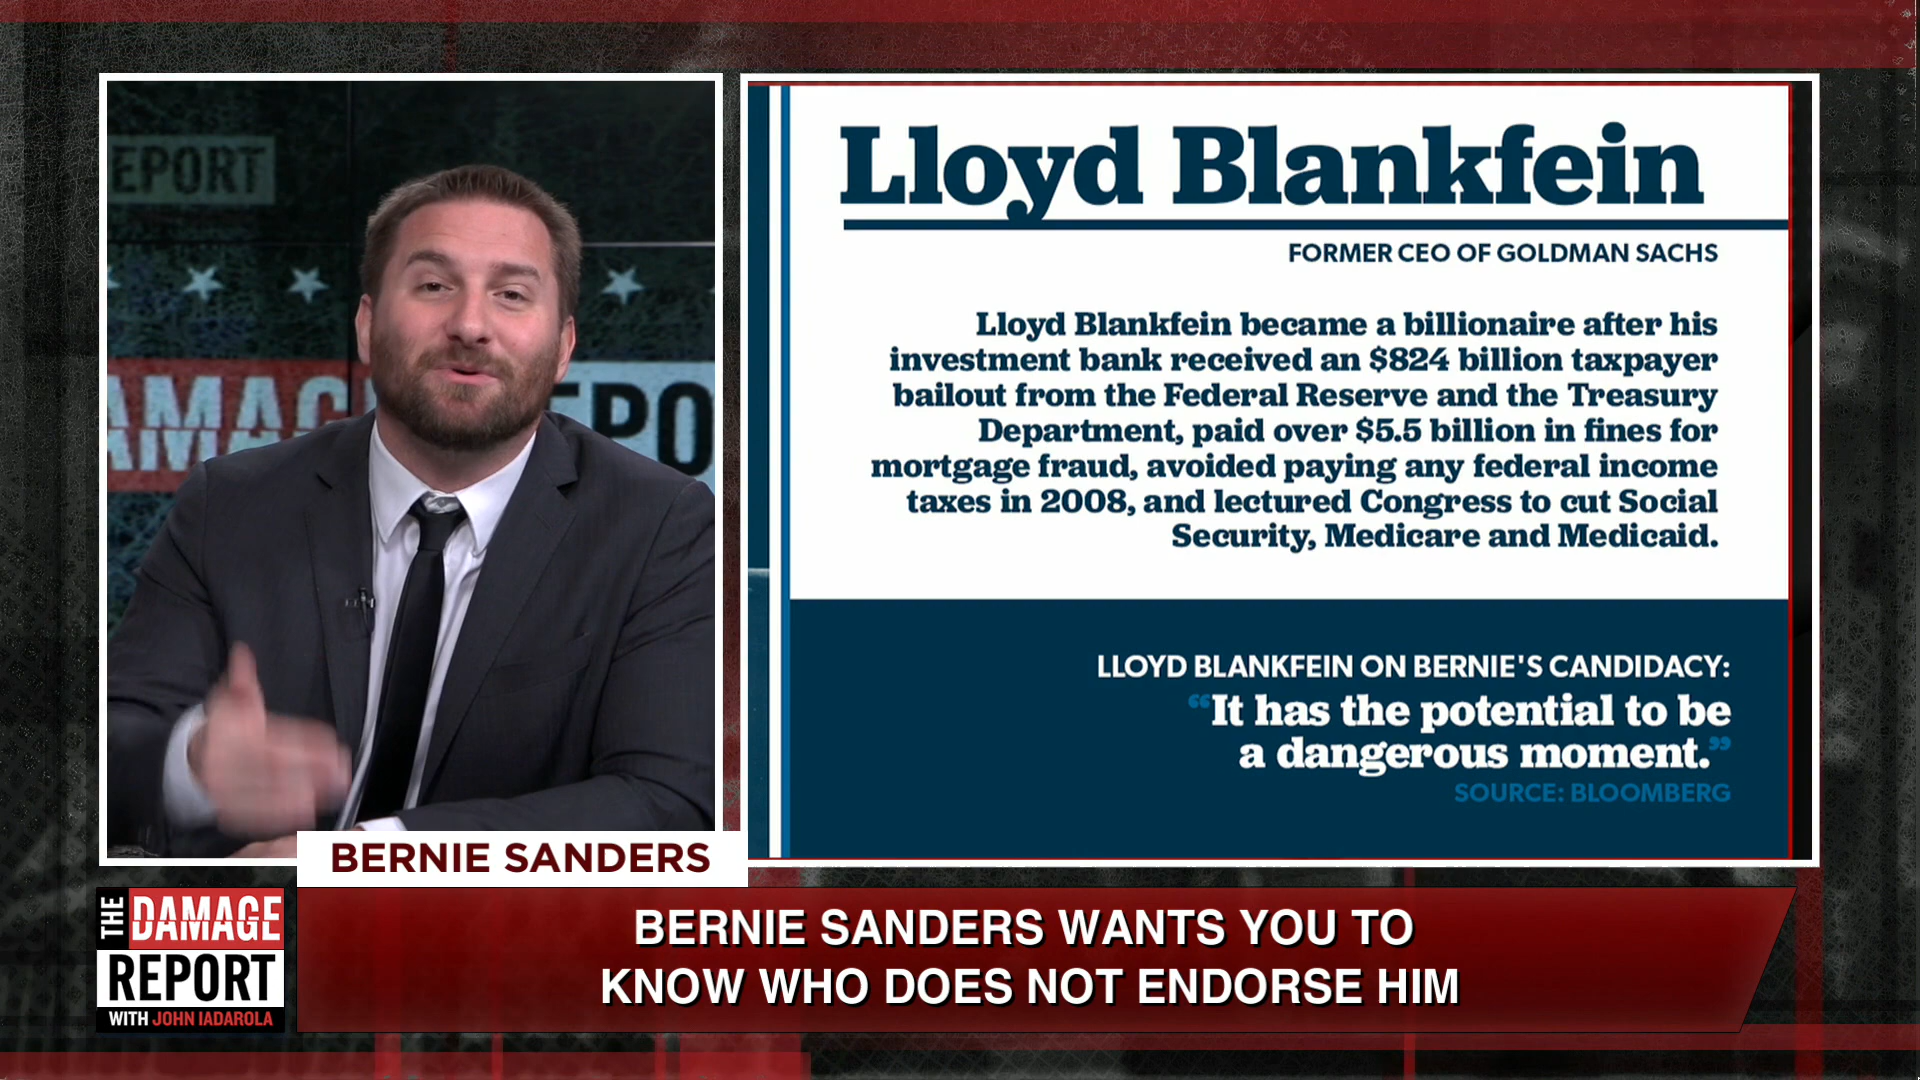 EPORT
AMAG
EPO
Lloyd Blankfein
FORMER CEO OF GOLDMAN SACHS
Lloyd Blankfein became a billionaire after his
investment bank received an $824 billion taxpayer
bailout from the Federal Reserve and the Treasury
Department, paid over $5.5 billion in fines for
mortgage fraud, avoided paying any federal income
taxes in 2008, and lectured Congress to cut Social
Security, Medicare and Medicaid.
LLOYD BLANKFEIN ON BERNIE'S CANDIDACY:
“It has the potential to be
a dangerous moment.”
SOURCE: BLOOMBERG
BERNIE SANDERS
BERNIE SANDERS WANTS YOU TO
KNOW WHO DOES NOT ENDORSE HIM
THE DAMAGE
REPORT
WITH JOHN IADAROLA